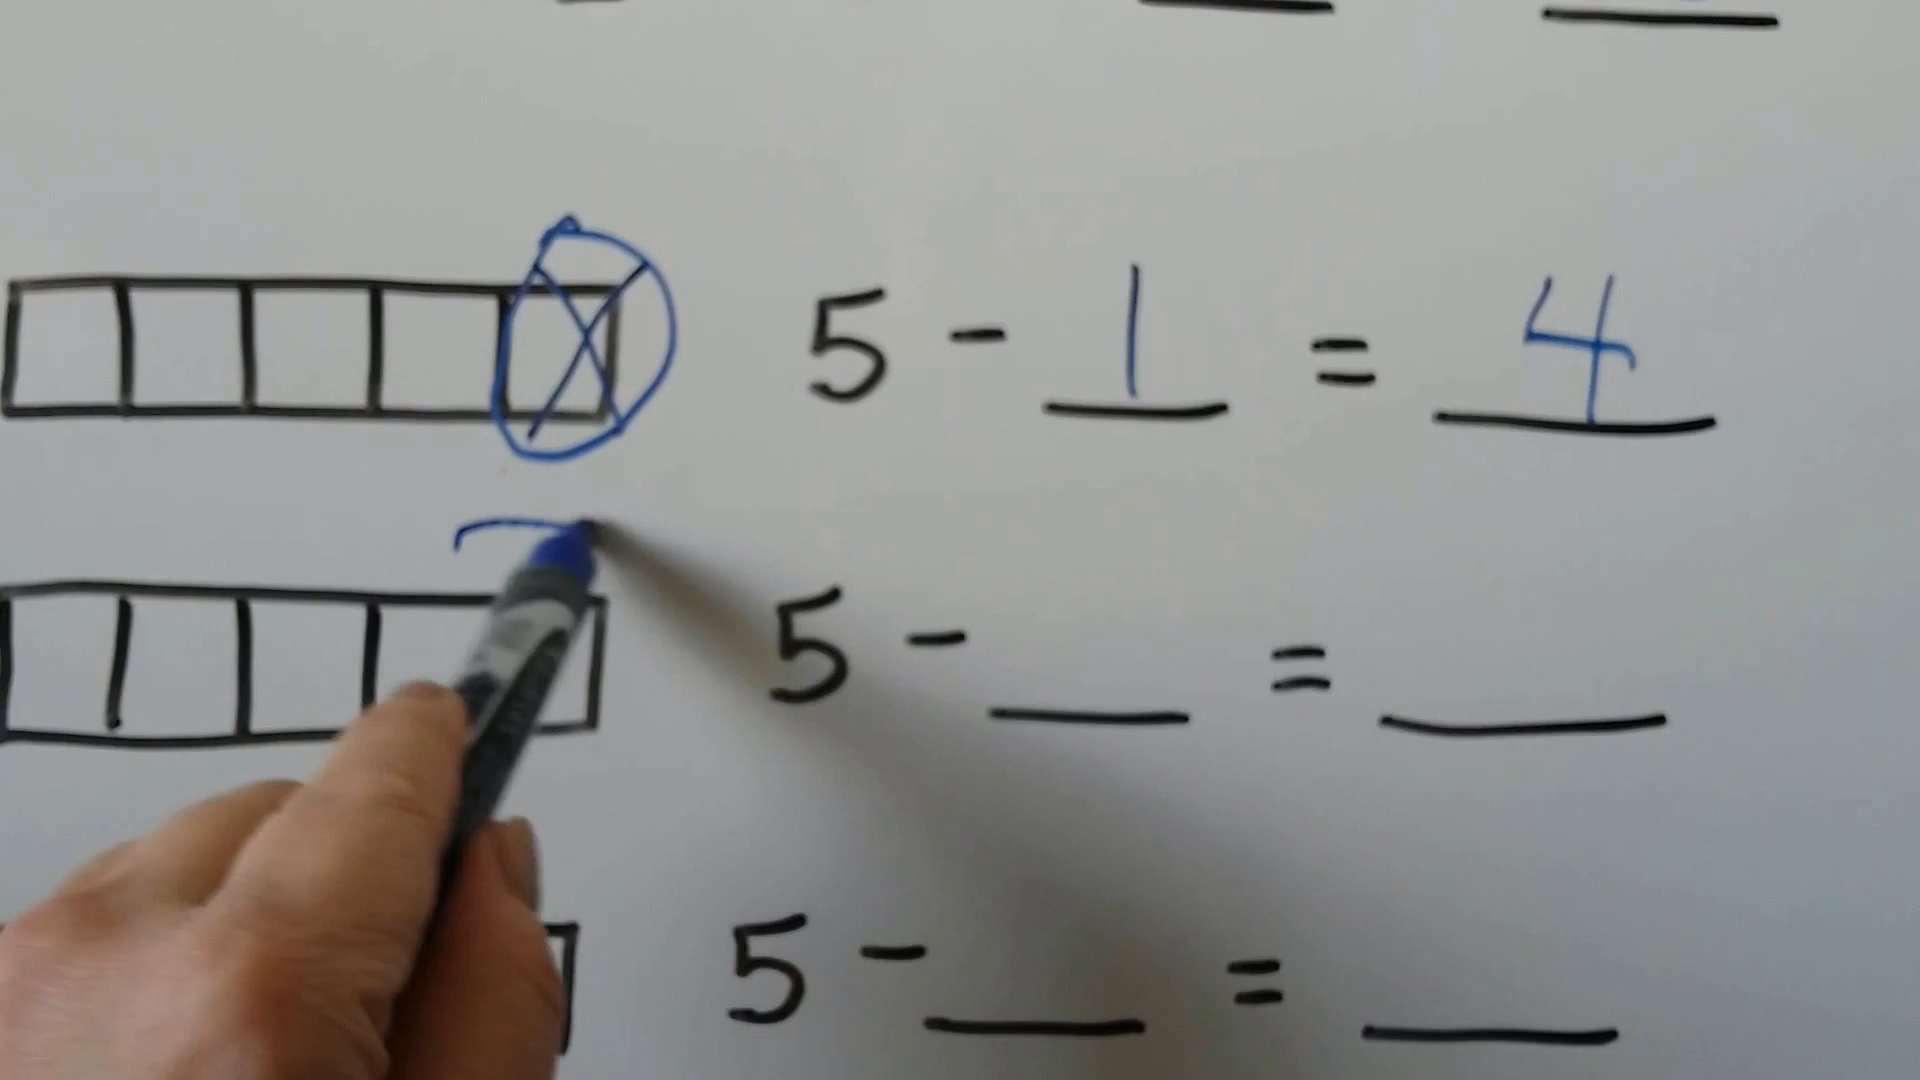 5 - 1 = 4
5 - ___ = ___
5 - ___ = ___